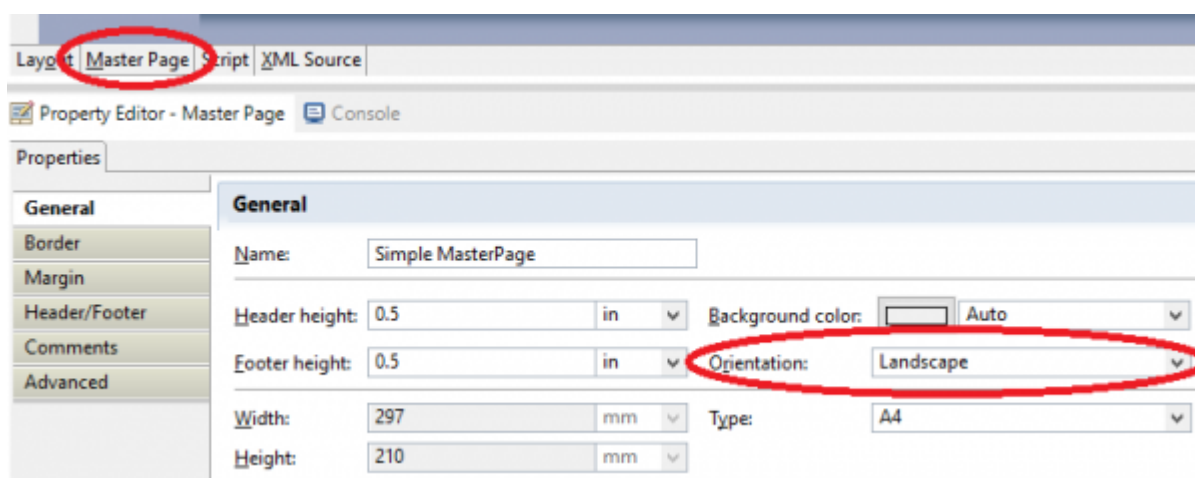 Layout Master Page Script XML Source
Property Editor - Master Page Console
Properties
General General
Border Name: Simple MasterPage
Margin
Header/Footer Header height: 0.5 in Background color: Auto
Comments Footer height: 0.5 in Orientation: Landscape
Advanced
Width: 297 mm Type: A4
Height: 210 mm